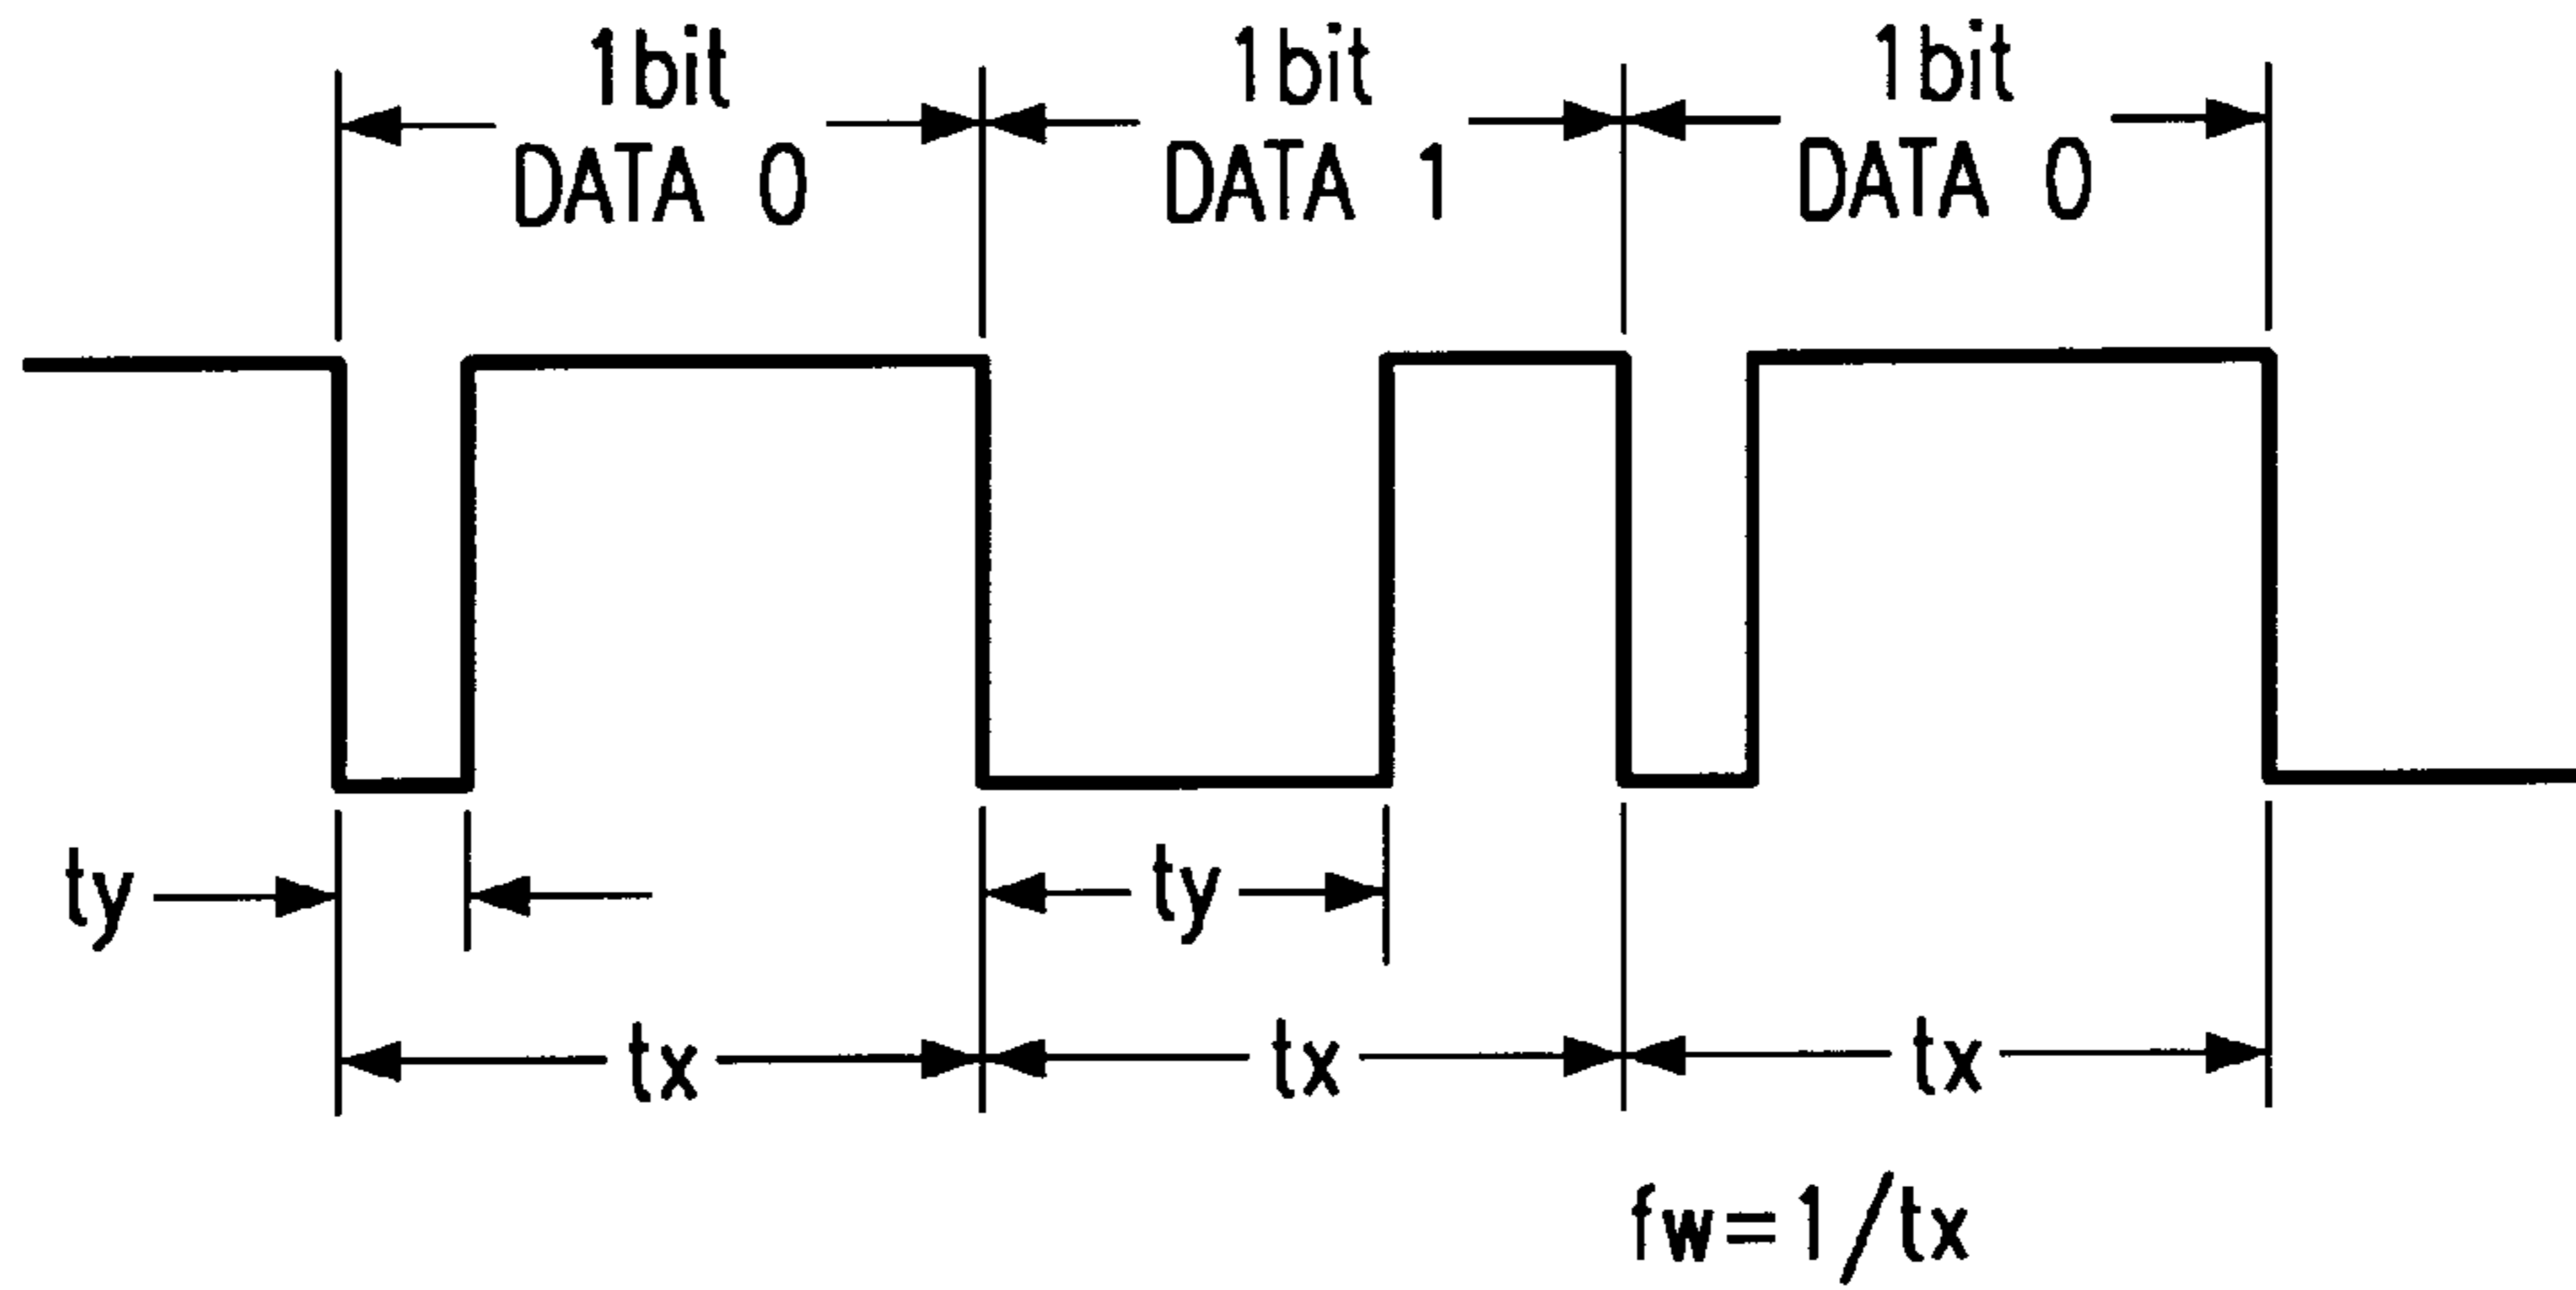 1bit 1bit 1bit
DATA 0 DATA 1 DATA 0
ty ty
tx tx tx
fw=1/tx